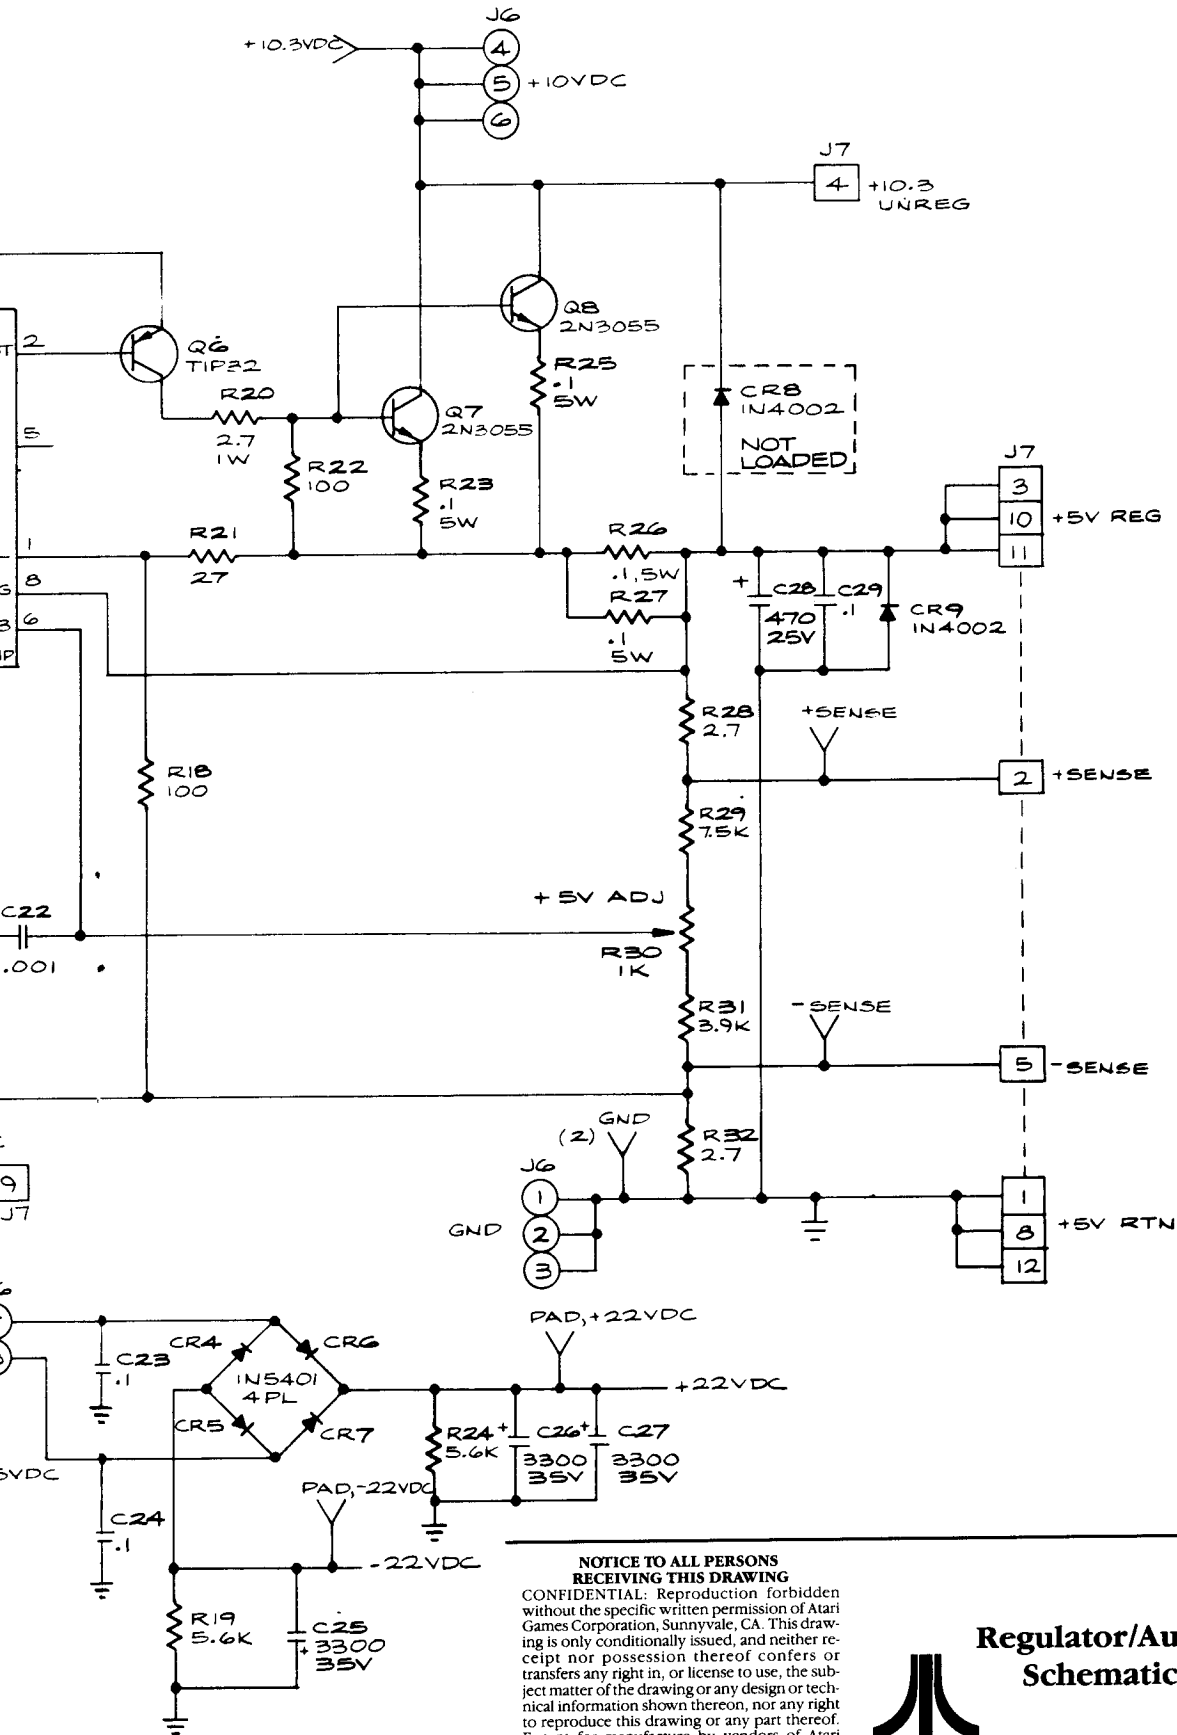 J6
+10.3VDC
4
5
+10VDC
6
J7
4
+10.3
UNREG
Q8
2N3055
2
Q6
TIP32
R25
.1
5W
CR8
1N4002
NOT
LOADED
R20
2.7
1W
Q7
2N3055
5
R22
100
R23
.1
5W
J7
3
10
+5V REG
11
R21
27
R26
.1,5W
1
8
R27
.1
5W
+
C28
470
25V
C29
.1
CR9
1N4002
6
R28
2.7
+SENSE
2
+SENSE
R18
100
R29
7.5K
+5V ADJ
C22
.001
R30
1K
R31
3.9K
-SENSE
5
-SENSE
GND
(2)
R32
2.7
9
J7
J6
1
GND
2
3
1
8
+5V RTN
12
PAD,+22VDC
CR4
CR6
C23
.1
1N5401
4PL
+22VDC
CR5
CR7
R24
5.6K
+
C26
3300
35V
+
C27
3300
35V
PAD,-22VDC
C24
.1
-22VDC
R19
5.6K
C25
+
3300
35V
NOTICE TO ALL PERSONS
RECEIVING THIS DRAWING
CONFIDENTIAL: Reproduction forbidden
without the specific written permission of Atari
Games Corporation, Sunnyvale, CA. This draw-
ing is only conditionally issued, and neither re-
ceipt nor possession thereof confers or
transfers any right in, or license to use, the sub-
ject matter of the drawing or any design or tech-
nical information shown thereon, nor any right
to reproduce this drawing or any part thereof.
Regulator/Au
Schematic